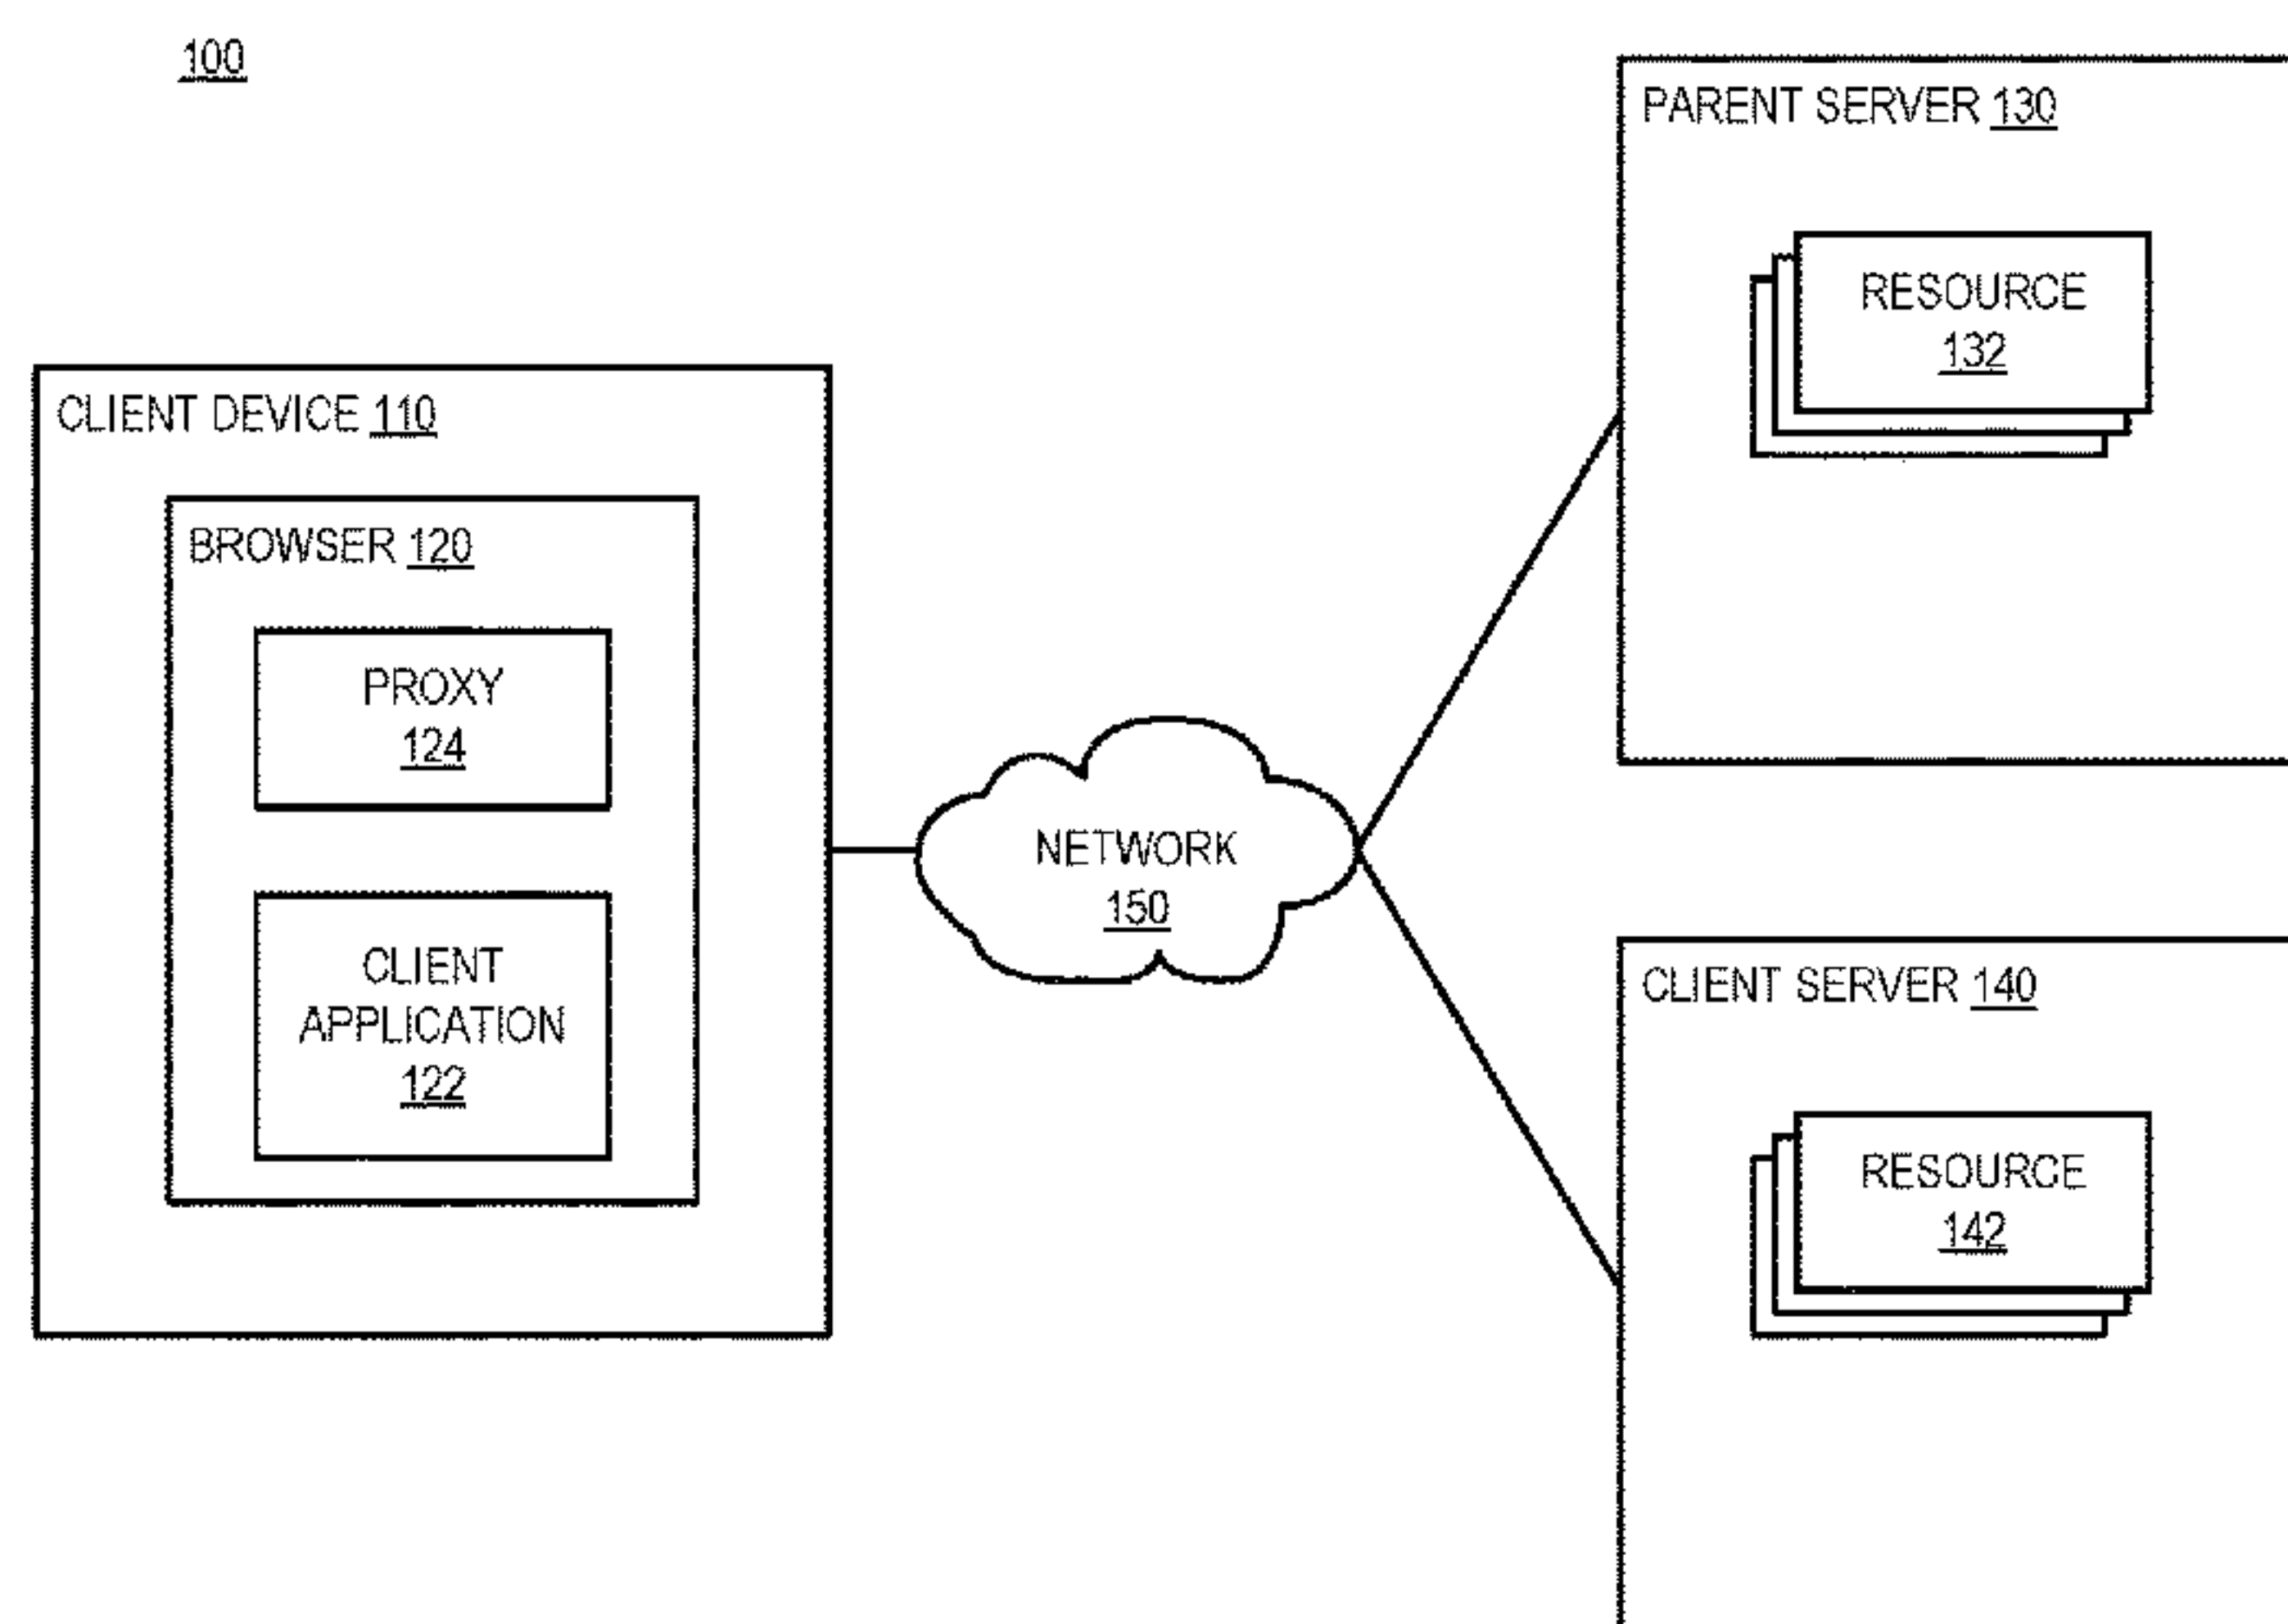 100
PARENT SERVER 130
RESOURCE
132
CLIENT DEVICE 110
BROWSER 120
PROXY
124
CLIENT
APPLICATION
122
NETWORK
150
CLIENT SERVER 140
RESOURCE
142